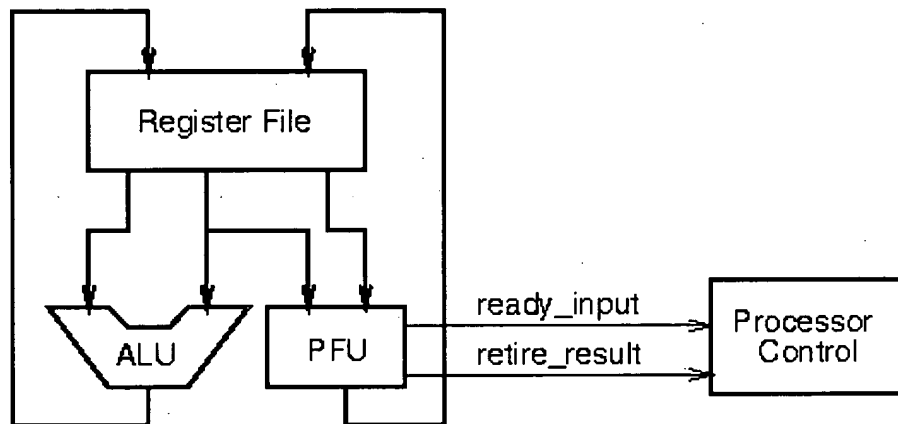 Register File
ALU
PFU
ready_input
retire_result
Processor
Control